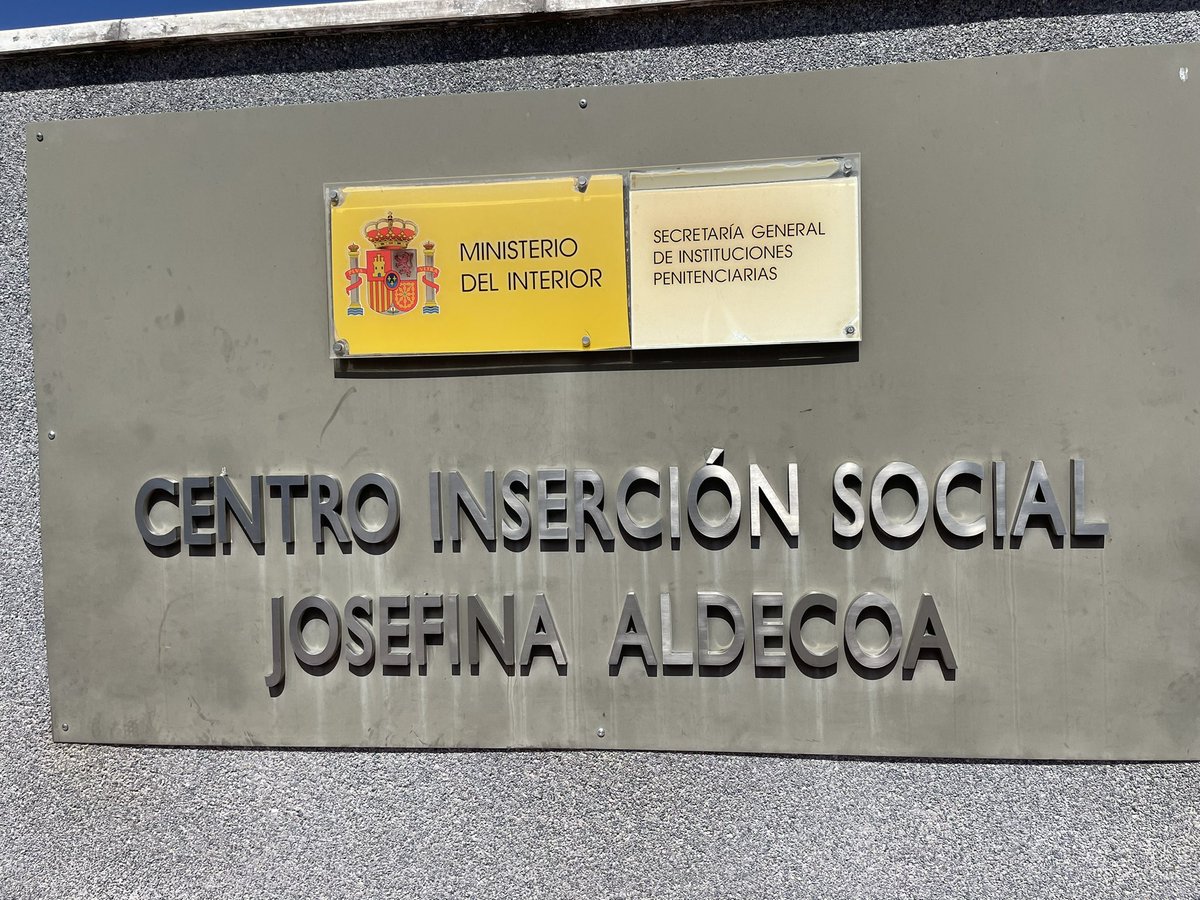 MINISTERIO
DEL INTERIOR
SECRETARÍA GENERAL
DE INSTITUCIONES
PENITENCIARIAS
CENTRO INSERCIÓN SOCIAL
JOSEFINA ALDECOA